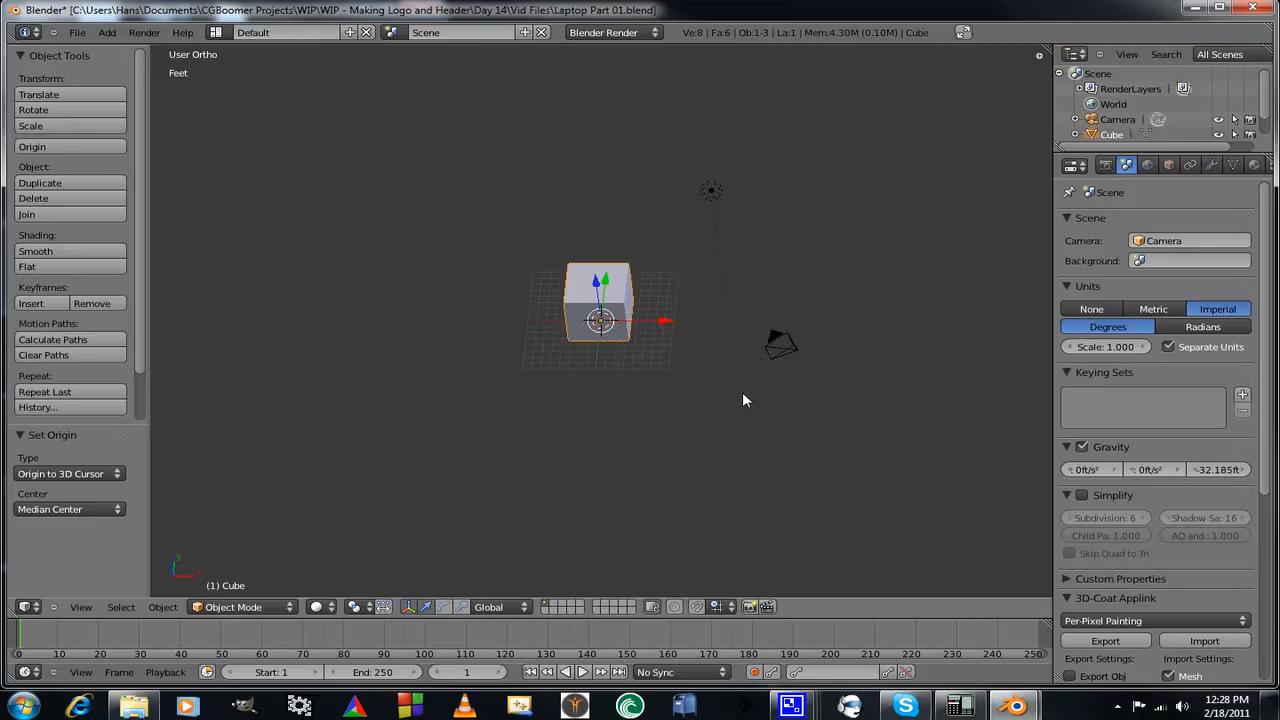 Blender* [C:\Users\Hans\Documents\CGBoomer Projects\WIP\WIP - Making Logo and Header\Day 14\Vid Files\Laptop Part 01.blend]
File Add Render Help Default Scene Blender Render Ve:8 | Fa:6 | Ob:1-3 | La:1 | Mem:4.30M (0.10M) | Cube
Object Tools
Transform:
Translate
Rotate
Scale
Origin
Object:
Duplicate
Delete
Join
Shading:
Smooth
Flat
Keyframes:
Insert Remove
Motion Paths:
Calculate Paths
Clear Paths
Repeat:
Repeat Last
History...
Set Origin
Type
Origin to 3D Cursor
Center
Median Center
User Ortho
Feet
(1) Cube
View Select Object Object Mode Global
View Search All Scenes
Scene
RenderLayers
World
Camera
Cube
Scene
Scene
Camera: Camera
Background:
Units
None Metric Imperial
Degrees Radians
Scale: 1.000 Separate Units
Keying Sets
Gravity
0ft/s² 0ft/s² -32.185ft
Simplify
Subdivision: 6 Shadow Sa: 16
Child Pa: 1.000 AO and : 1.000
Skip Quad to Tri
Custom Properties
3D-Coat Applink
Per-Pixel Painting
Export Import
Export Settings: Import Settings:
Export Obj Mesh
0 10 20 30 40 50 60 70 80 90 100 110 120 130 140 150 160 170 180 190 200 210 220 230 240 250
View Frame Playback Start: 1 End: 250 1 No Sync
12:28 PM
2/18/2011